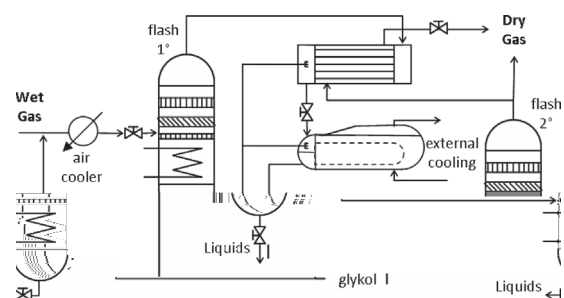 flash
1°
Dry
Gas
Wet
Gas
air
cooler
E
E
external
cooling
flash
2°
Liquids
glykol
Liquids